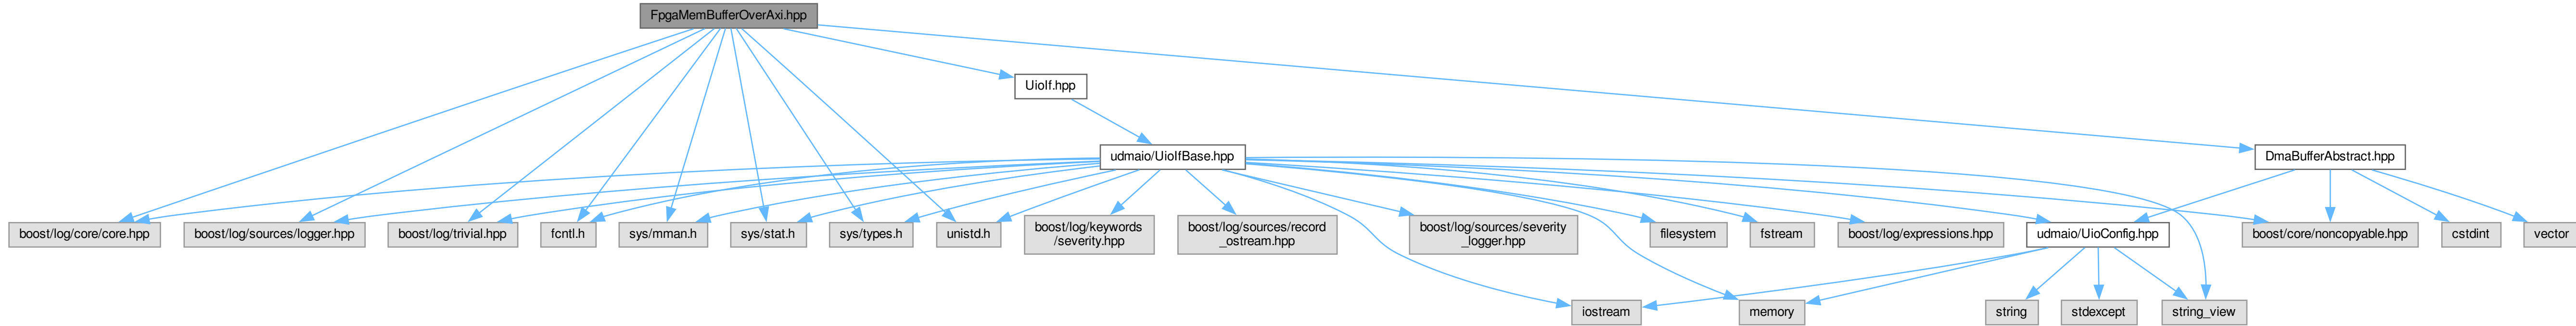 FpgaMemBufferOverAxi.hpp
UioIf.hpp
udmaio/UioIfBase.hpp
DmaBufferAbstract.hpp
boost/log/core/core.hpp
boost/log/sources/logger.hpp
boost/log/trivial.hpp
fcntl.h
sys/mman.h
sys/stat.h
sys/types.h
unistd.h
boost/log/keywords
/severity.hpp
boost/log/sources/record
_ostream.hpp
boost/log/sources/severity
_logger.hpp
filesystem
fstream
boost/log/expressions.hpp
udmaio/UioConfig.hpp
boost/core/noncopyable.hpp
cstdint
vector
iostream
memory
string
stdexcept
string_view